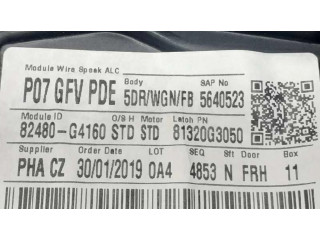 Module Wire Speak ALC
Body SAP No
P07 GFV PDE 5DR/WGN/FB 5640523
Module ID O/S H Motor Latch PN
82480-G4160 STD STD 81320G3050
Supplier Order Date LOT SEQ Sft Door Box
PHA CZ 30/01/2019 0A4 4853 N FRH 11